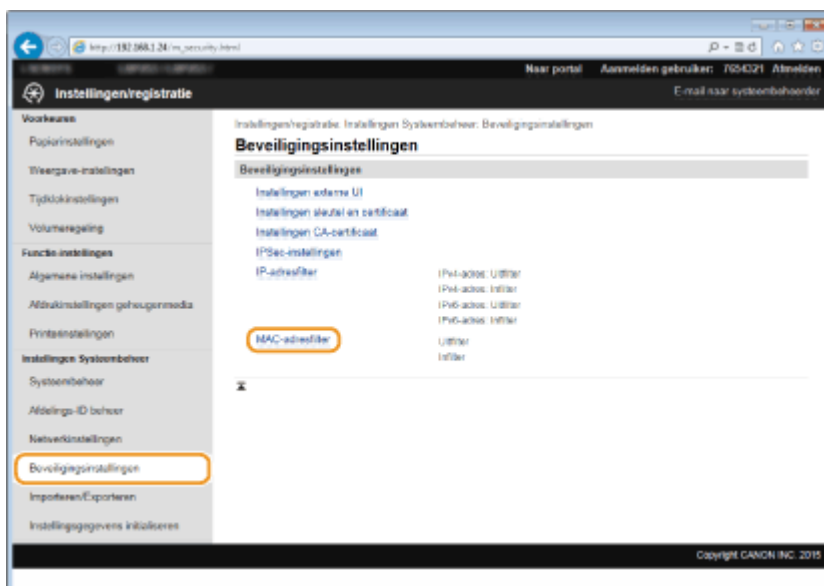 http://192.168.1.24/m_security.html
Naar portal Aanmelden gebruiker: 7654321 Afmelden
Instellingen/registratie
E-mail naar systeembeheerder
Voorkeuren
Papierinstellingen
Weergave-instellingen
Tijdklokinstellingen
Volumeregeling
Functie-instellingen
Algemene instellingen
Afdrukinstellingen geheugenmedia
Printerinstellingen
Instellingen Systeembeheer
Systeembeheer
Afdelings-ID beheer
Netwerkinstellingen
Beveiligingsinstellingen
Importeren/Exporteren
Instellingsgegevens initialiseren
Instellingen/registratie: Instellingen Systeembeheer: Beveiligingsinstellingen
Beveiligingsinstellingen
Beveiligingsinstellingen
Instellingen externe UI
Instellingen sleutel en certificaat
Instellingen CA-certificaat
IPSec-instellingen
IP-adresfilter
IPv4-adres: Uitfilter
IPv4-adres: Infilter
IPv6-adres: Uitfilter
IPv6-adres: Infilter
MAC-adresfilter
Uitfilter
Infilter
Copyright CANON INC. 2015